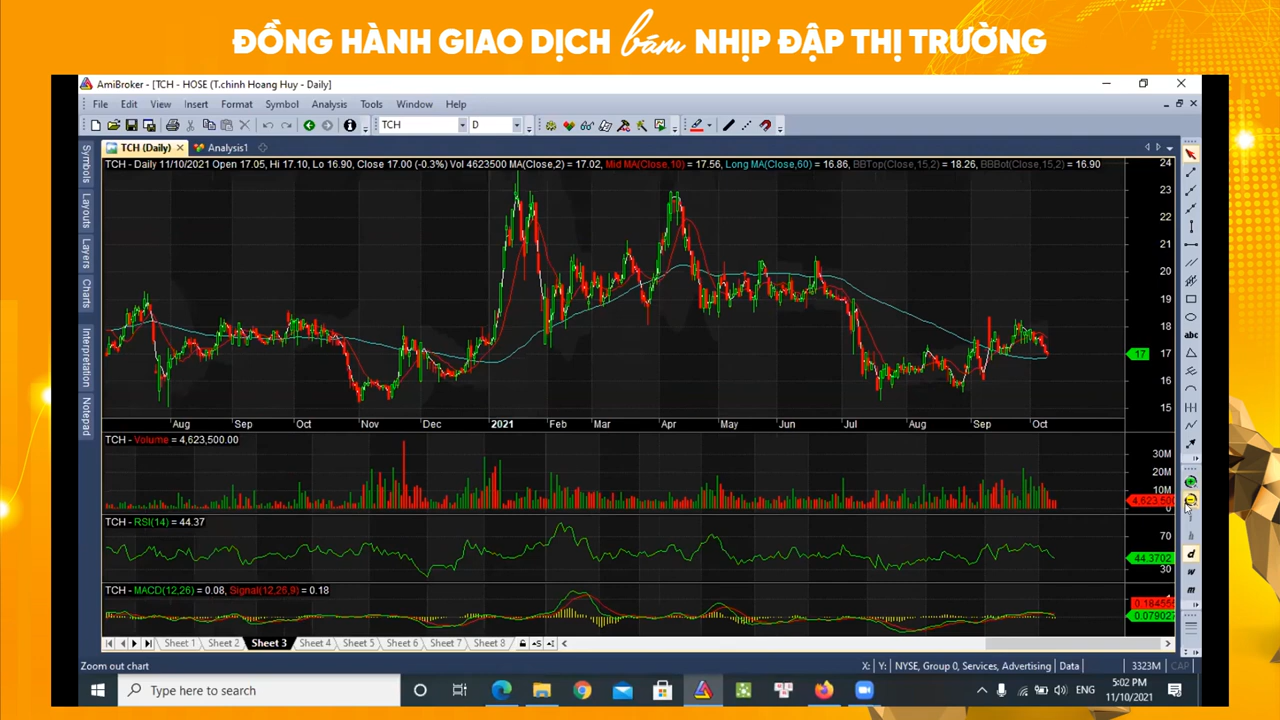 ĐỒNG HÀNH GIAO DỊCH bám NHỊP ĐẬP THỊ TRƯỜNG
AmiBroker - [TCH - HOSE (T.chinh Hoang Huy - Daily]
File Edit View Insert Format Symbol Analysis Tools Window Help
TCH D
TCH (Daily) Analysis1
TCH - Daily 11/10/2021 Open 17.05, Hi 17.10, Lo 16.90, Close 17.00 (-0.3%) Vol 4623500 MA(Close,2) = 17.02, Mid MA(Close,10) = 17.56, Long MA(Close,60) = 16.86, BBTop(Close,15,2) = 18.26, BBBot(Close,15,2) = 16.90
Symbols
Layouts
Layers
Charts
Interpretation
Notepad
24
23
22
21
20
19
18
17
17
16
15
abc
Aug Sep Oct Nov Dec 2021 Feb Mar Apr May Jun Jul Aug Sep Oct
TCH - Volume = 4,623,500.00
30M
20M
10M
4,623,500
0
TCH - RSI(14) = 44.37
70
44.3702
30
h
d
w
m
TCH - MACD(12,26) = 0.08, Signal(12,26,9) = 0.18
Sheet 1 Sheet 2 Sheet 3 Sheet 4 Sheet 5 Sheet 6 Sheet 7 Sheet 8
Zoom out chart X: Y: NYSE, Group 0, Services, Advertising Data 3323M CAP
Type here to search
ENG
5:02 PM
11/10/2021